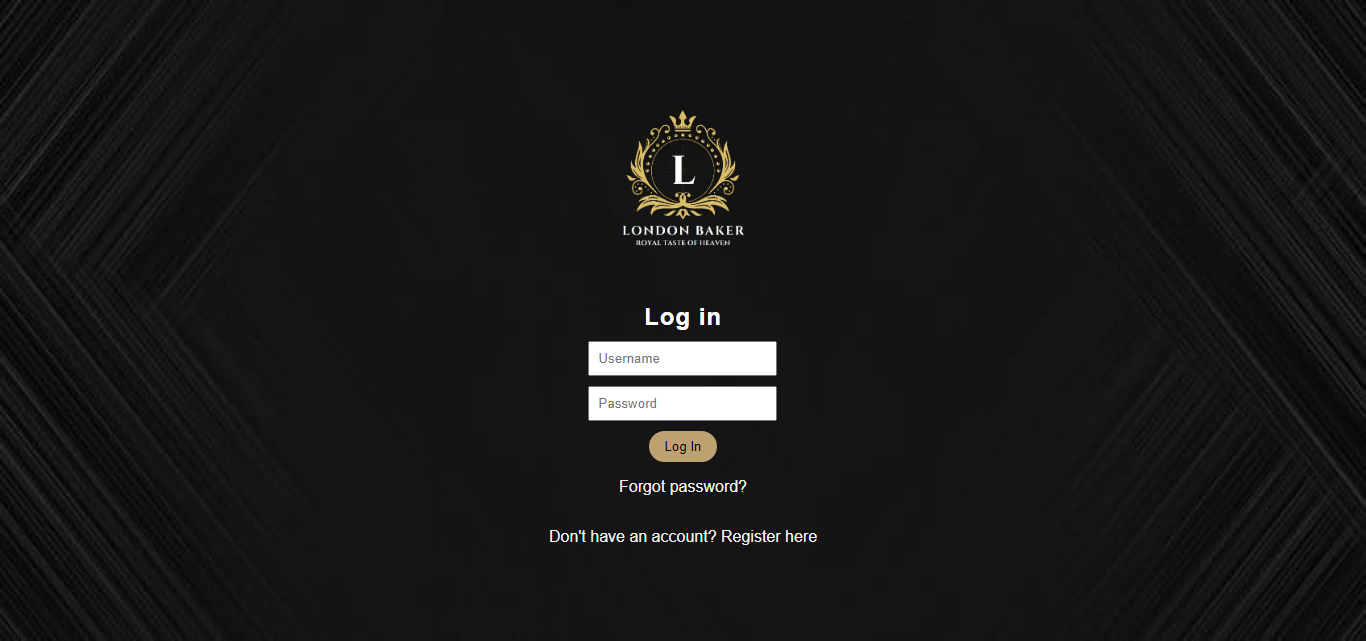 L
LONDON BAKER
ROYAL TASTE OF HEAVEN
Log in
Username
Password
Log In
Forgot password?
Don't have an account? Register here